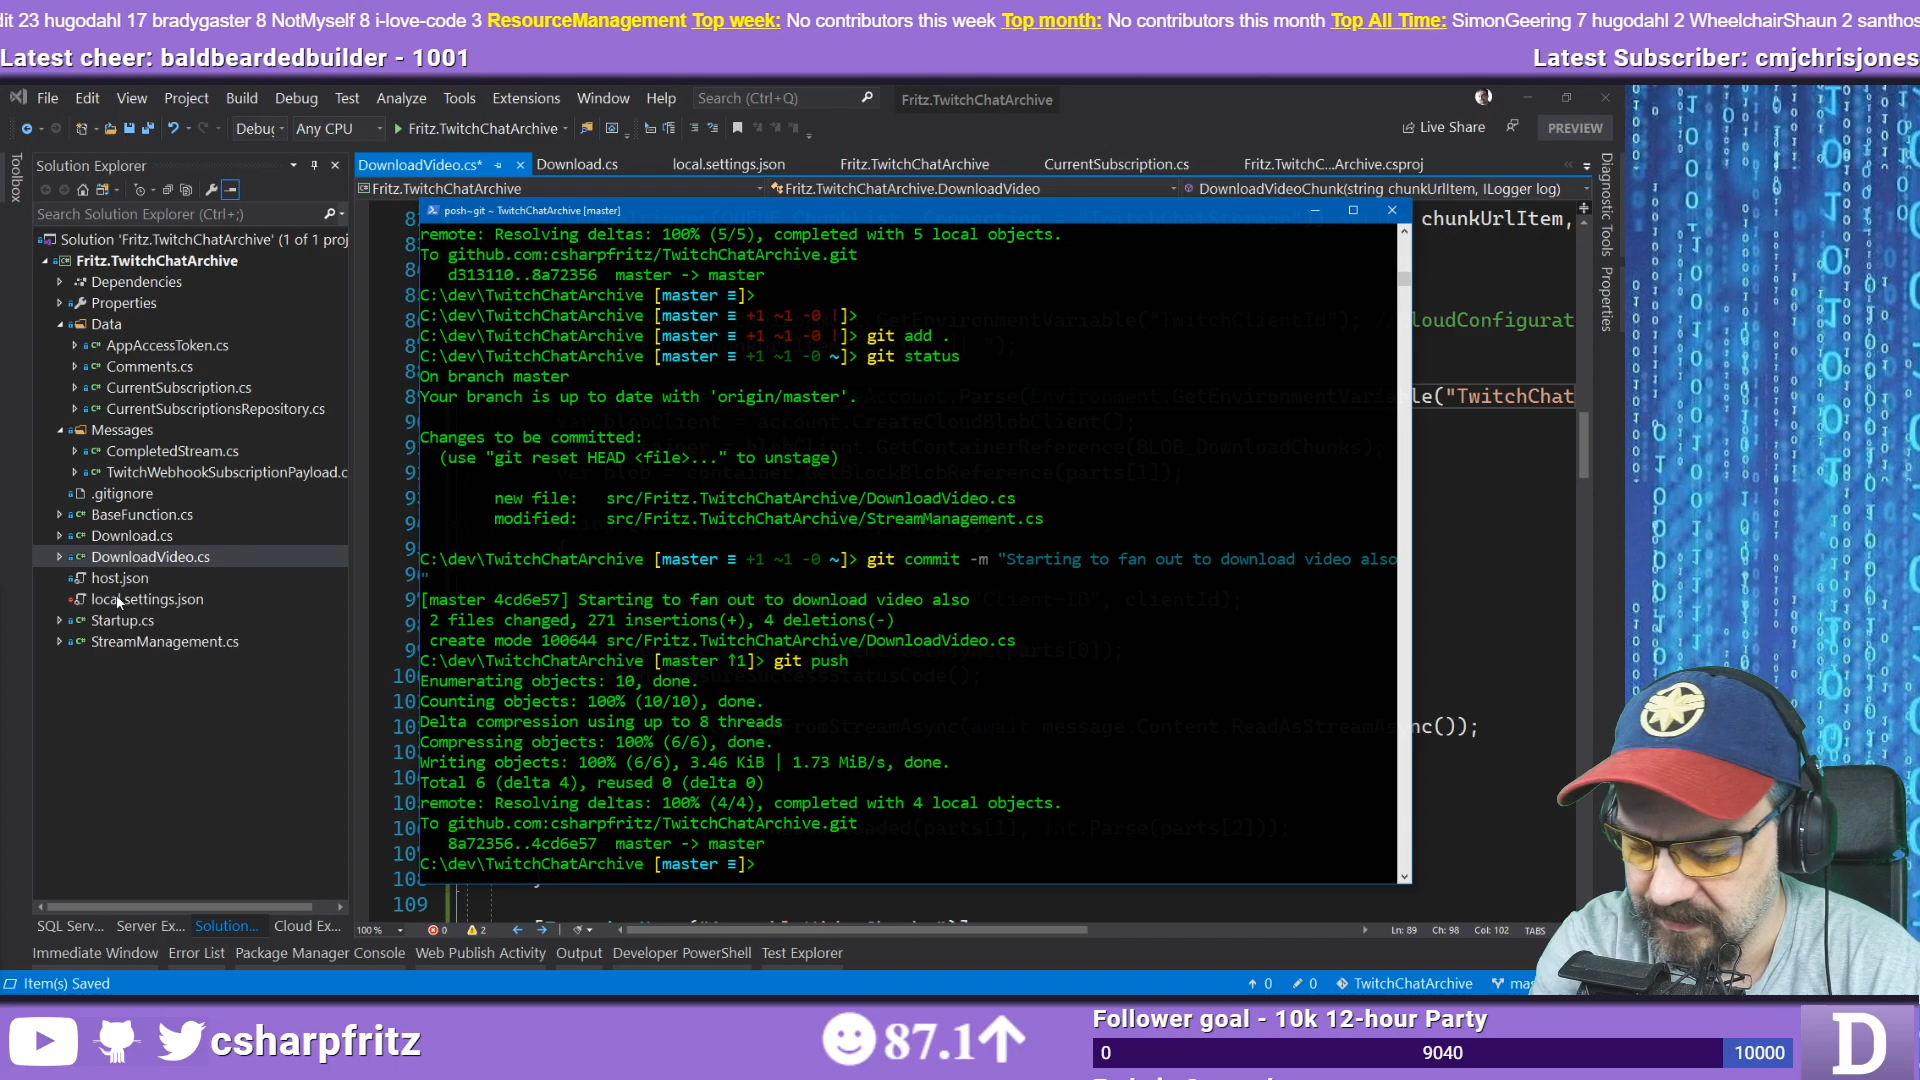 it 23 hugodahl 17 bradygaster 8 NotMyself 8 i-love-code 3 ResourceManagement Top week: No contributors this week Top month: No contributors this month Top All Time: SimonGeering 7 hugodahl 2 WheelchairShaun 2 santhos
Latest cheer: baldbeardedbuilder - 1001
Latest Subscriber: cmjchrisjones
File Edit View Project Build Debug Test Analyze Tools Extensions Window Help Search (Ctrl+Q) Fritz.TwitchChatArchive
Debug Any CPU Fritz.TwitchChatArchive Live Share PREVIEW
Toolbox
Solution Explorer
Search Solution Explorer (Ctrl+;)
Solution 'Fritz.TwitchChatArchive' (1 of 1 proj
Fritz.TwitchChatArchive
Dependencies
Properties
Data
AppAccessToken.cs
Comments.cs
CurrentSubscription.cs
CurrentSubscriptionsRepository.cs
Messages
CompletedStream.cs
TwitchWebhookSubscriptionPayload.c
.gitignore
BaseFunction.cs
Download.cs
DownloadVideo.cs
host.json
local.settings.json
Startup.cs
StreamManagement.cs
SQL Serv... Server Ex... Solution... Cloud Ex...
DownloadVideo.cs* Download.cs local.settings.json Fritz.TwitchChatArchive CurrentSubscription.cs Fritz.TwitchC...Archive.csproj
Fritz.TwitchChatArchive Fritz.TwitchChatArchive.DownloadVideo DownloadVideoChunk(string chunkUrlItem, ILogger log)
chunkUrlItem,
posh~git ~ TwitchChatArchive [master]
remote: Resolving deltas: 100% (5/5), completed with 5 local objects.
To github.com:csharpfritz/TwitchChatArchive.git
d313110..8a72356 master -> master
C:\dev\TwitchChatArchive [master ≡]>
C:\dev\TwitchChatArchive [master ≡ +1 ~1 -0 !]>
C:\dev\TwitchChatArchive [master ≡ +1 ~1 -0 !]> git add .
C:\dev\TwitchChatArchive [master ≡ +1 ~1 -0 ~]> git status
On branch master
Your branch is up to date with 'origin/master'.
Changes to be committed:
(use "git reset HEAD <file>..." to unstage)
new file: src/Fritz.TwitchChatArchive/DownloadVideo.cs
modified: src/Fritz.TwitchChatArchive/StreamManagement.cs
C:\dev\TwitchChatArchive [master ≡ +1 ~1 -0 ~]> git commit -m "Starting to fan out to download video also
"
[master 4cd6e57] Starting to fan out to download video also
2 files changed, 271 insertions(+), 4 deletions(-)
create mode 100644 src/Fritz.TwitchChatArchive/DownloadVideo.cs
C:\dev\TwitchChatArchive [master ↑1]> git push
Enumerating objects: 10, done.
Counting objects: 100% (10/10), done.
Delta compression using up to 8 threads
Compressing objects: 100% (6/6), done.
Writing objects: 100% (6/6), 3.46 KiB | 1.73 MiB/s, done.
Total 6 (delta 4), reused 0 (delta 0)
remote: Resolving deltas: 100% (4/4), completed with 4 local objects.
To github.com:csharpfritz/TwitchChatArchive.git
8a72356..4cd6e57 master -> master
C:\dev\TwitchChatArchive [master ≡]>
loudConfigurat
le("TwitchChat
nc());
109
Diagnostic Tools
Properties
100 % 0 2 Ln: 89 Ch: 98 Col: 102 TABS
Immediate Window Error List Package Manager Console Web Publish Activity Output Developer PowerShell Test Explorer
Item(s) Saved 0 0 TwitchChatArchive mas
csharpfritz
87.1
Follower goal - 10k 12-hour Party
0 9040 10000
D